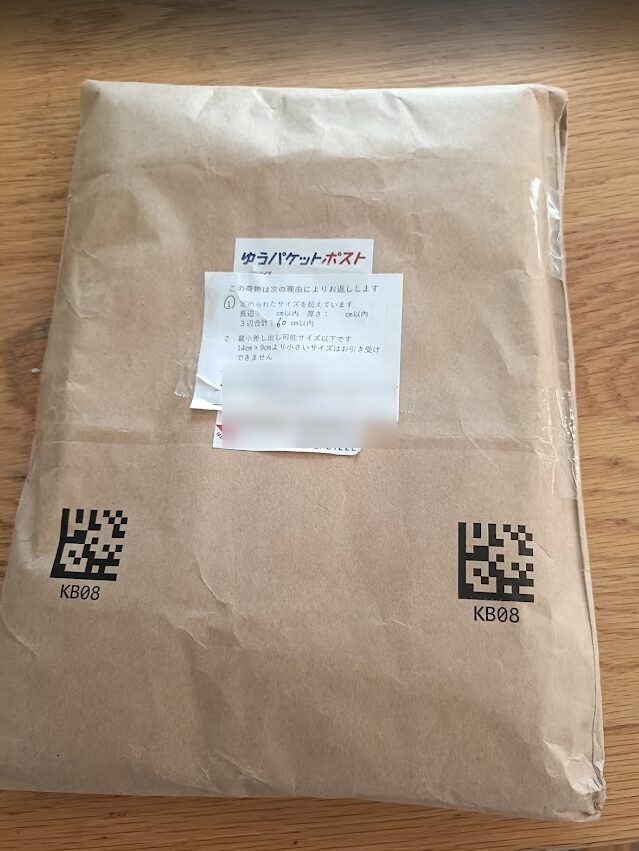 ゆうパケットポスト
この荷物は次の理由によりお返しします
1 定められたサイズを超えています
長辺： cm以内 厚さ： cm以内
3辺合計：60cm以内
2 最小差し出し可能サイズ以下です
14cm×9cmより小さいサイズはお引き受け
できません
KB08
KB08